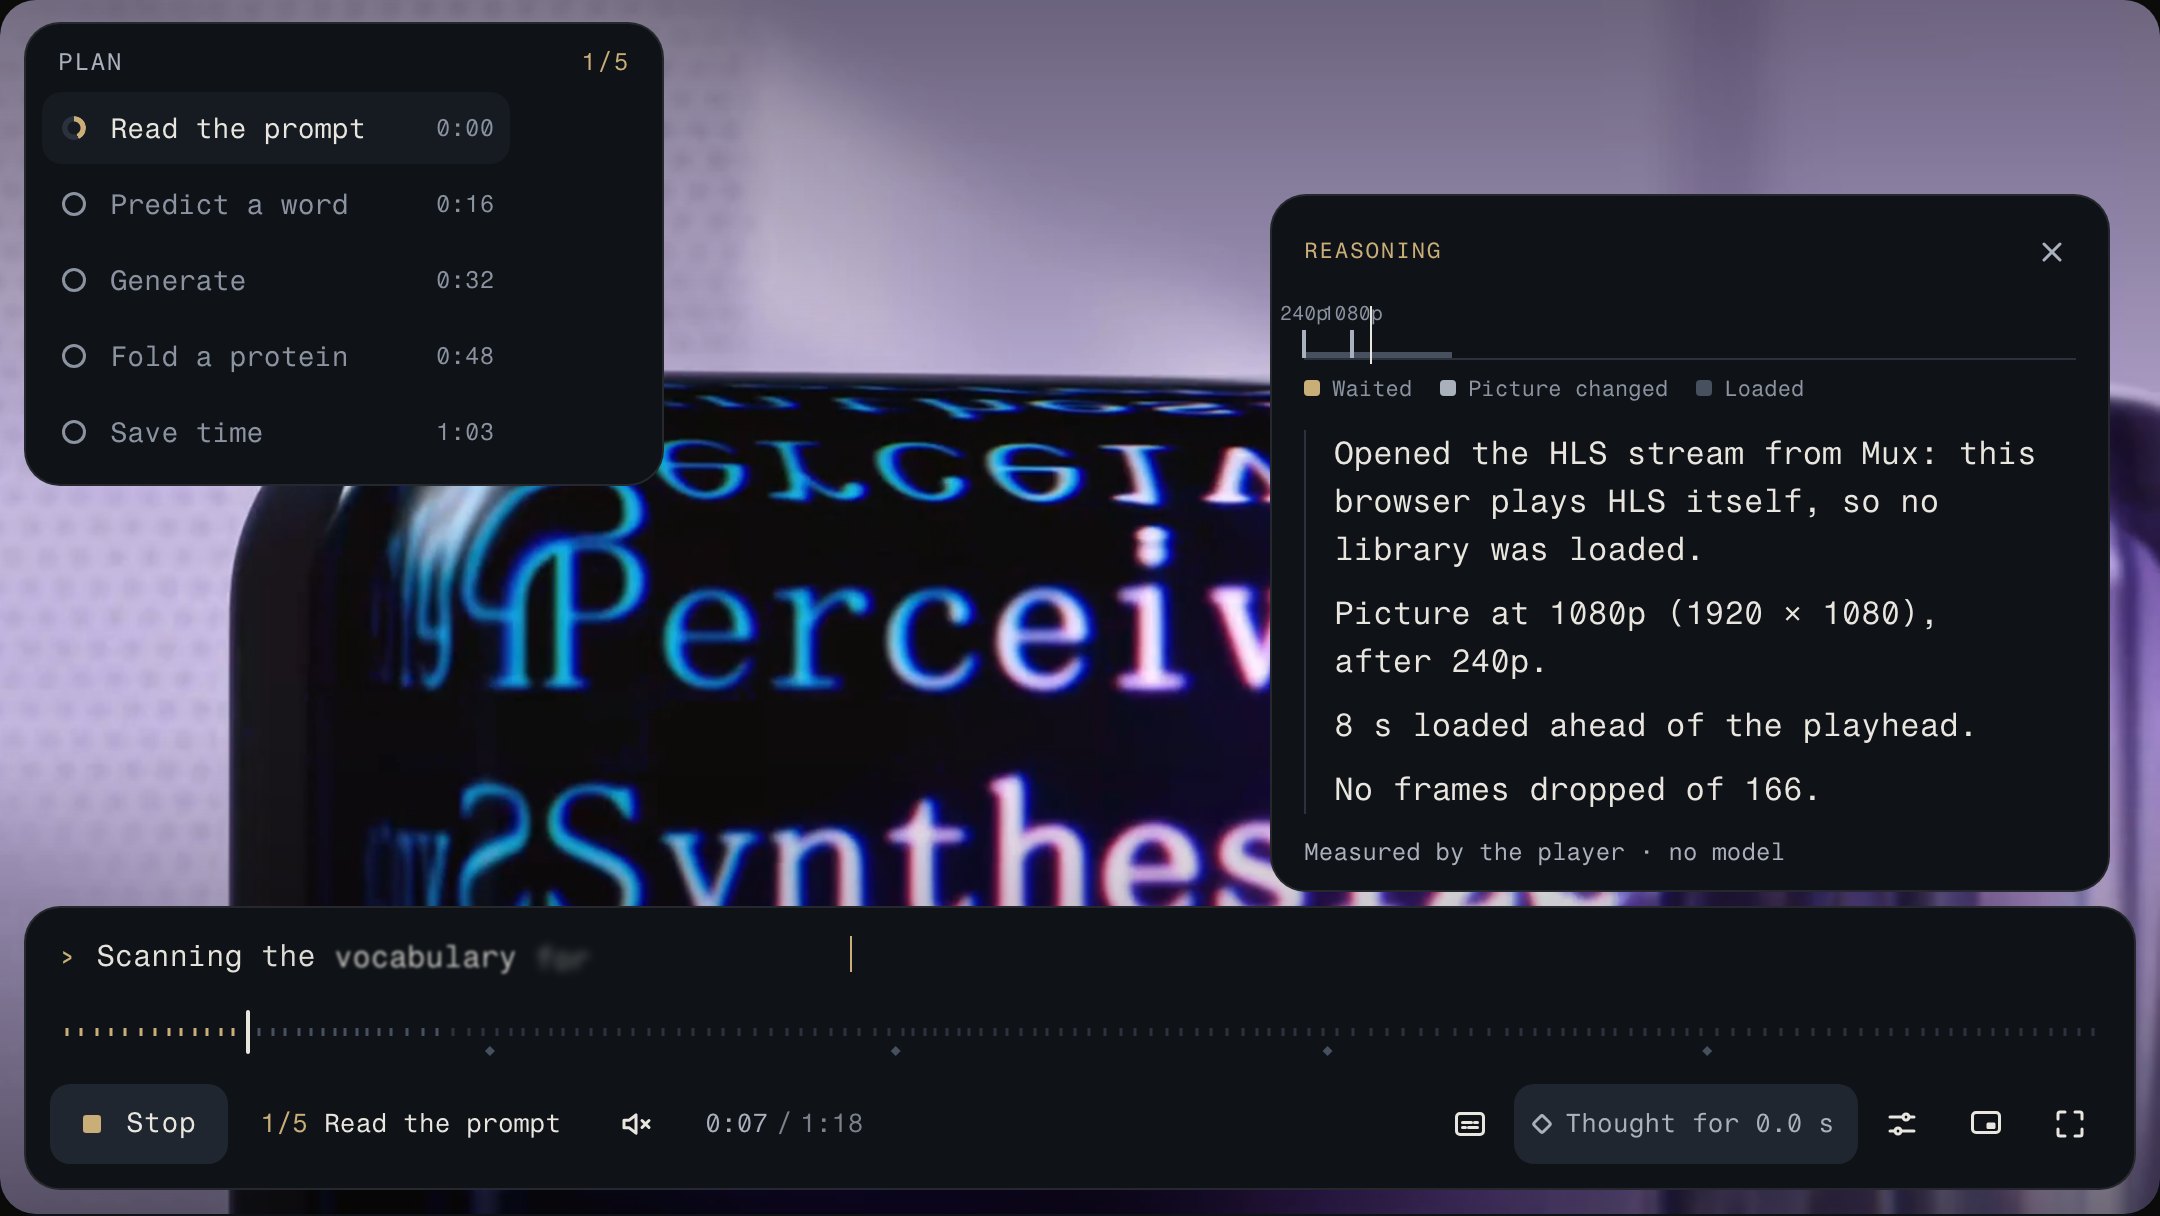 PLAN 1/5
Read the prompt 0:00
Predict a word 0:16
Generate 0:32
Fold a protein 0:48
Save time 1:03
REASONING
240p 1080p
Waited Picture changed Loaded
Opened the HLS stream from Mux: this
browser plays HLS itself, so no
library was loaded.
Picture at 1080p (1920 × 1080),
after 240p.
8 s loaded ahead of the playhead.
No frames dropped of 166.
Measured by the player · no model
Perceiv
Synthesize
> Scanning the vocabulary for
Stop 1/5 Read the prompt 0:07 / 1:18 Thought for 0.0 s